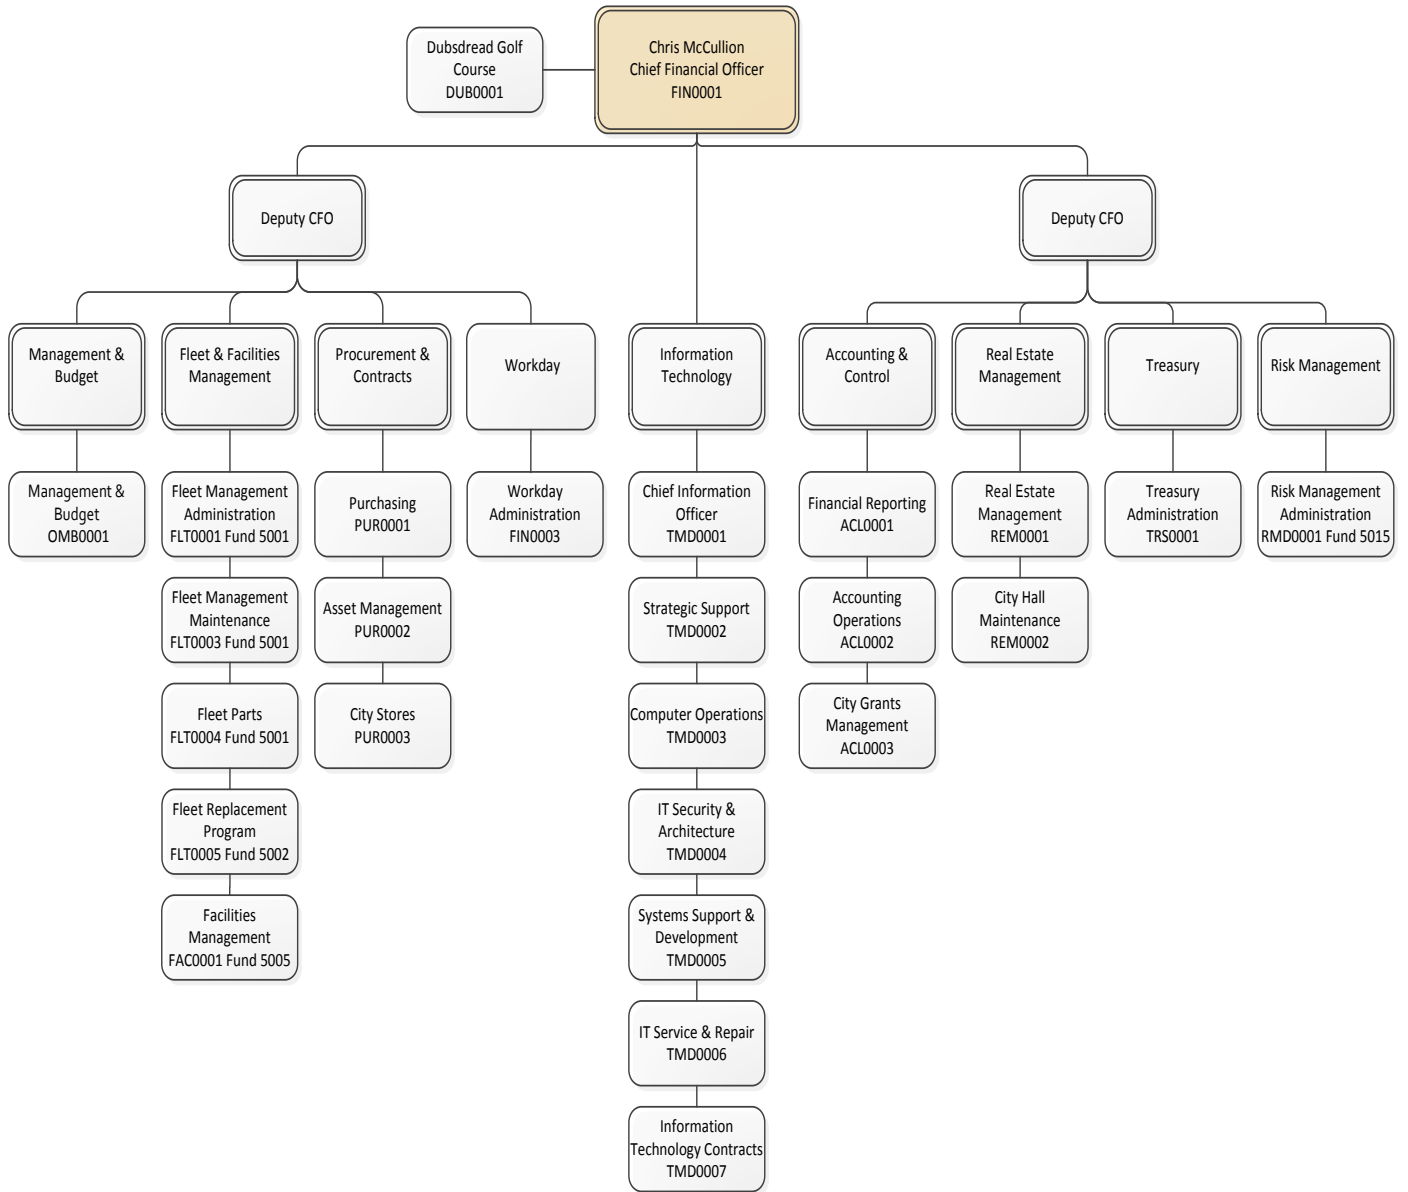 Dubsdread Golf
Course
DUB0001
Chris McCullion
Chief Financial Officer
FIN0001
Deputy CFO
Deputy CFO
Management &
Budget
Fleet & Facilities
Management
Procurement &
Contracts
Workday
Information
Technology
Accounting &
Control
Real Estate
Management
Treasury
Risk Management
Management &
Budget
OMB0001
Fleet Management
Administration
FLT0001 Fund 5001
Purchasing
PUR0001
Workday
Administration
FIN0003
Chief Information
Officer
TMD0001
Financial Reporting
ACL0001
Real Estate
Management
REM0001
Treasury
Administration
TRS0001
Risk Management
Administration
RMD0001 Fund 5015
Fleet Management
Maintenance
FLT0003 Fund 5001
Asset Management
PUR0002
Strategic Support
TMD0002
Accounting
Operations
ACL0002
City Hall
Maintenance
REM0002
Fleet Parts
FLT0004 Fund 5001
City Stores
PUR0003
Computer Operations
TMD0003
City Grants
Management
ACL0003
Fleet Replacement
Program
FLT0005 Fund 5002
IT Security &
Architecture
TMD0004
Facilities
Management
FAC0001 Fund 5005
Systems Support &
Development
TMD0005
IT Service & Repair
TMD0006
Information
Technology Contracts
TMD0007